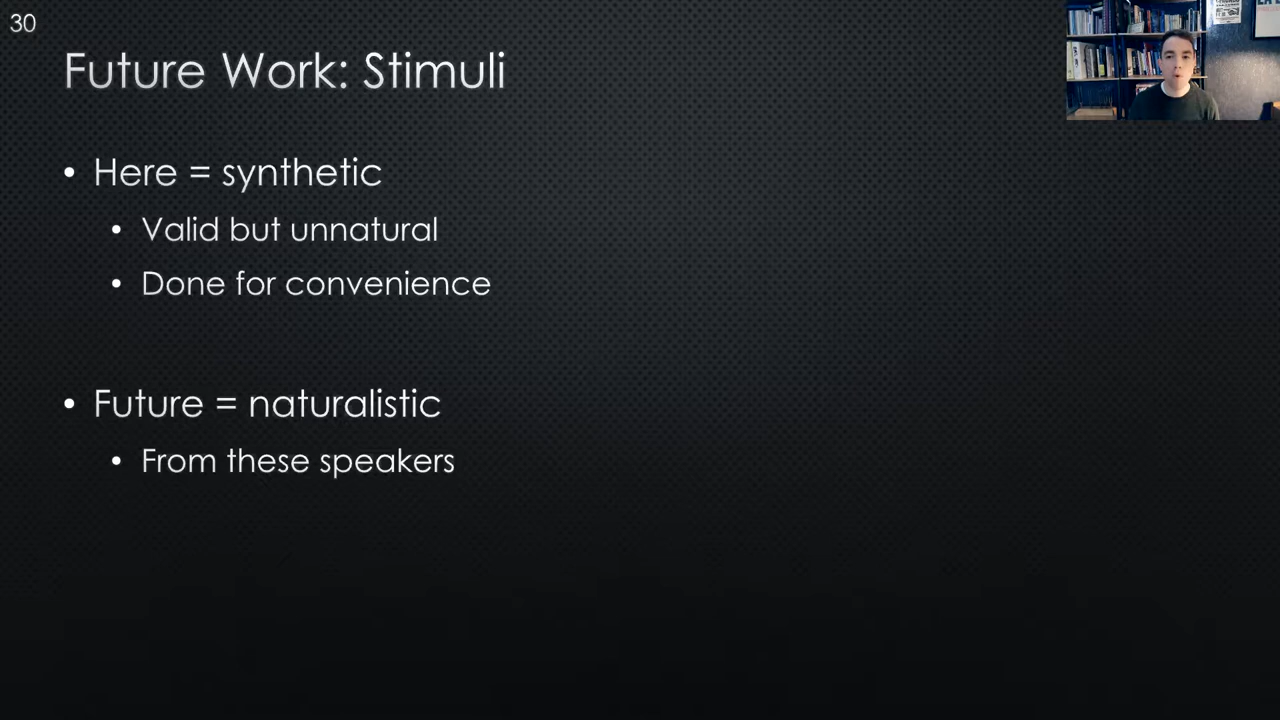 30
Future Work: Stimuli
• Here = synthetic
• Valid but unnatural
• Done for convenience
• Future = naturalistic
• From these speakers